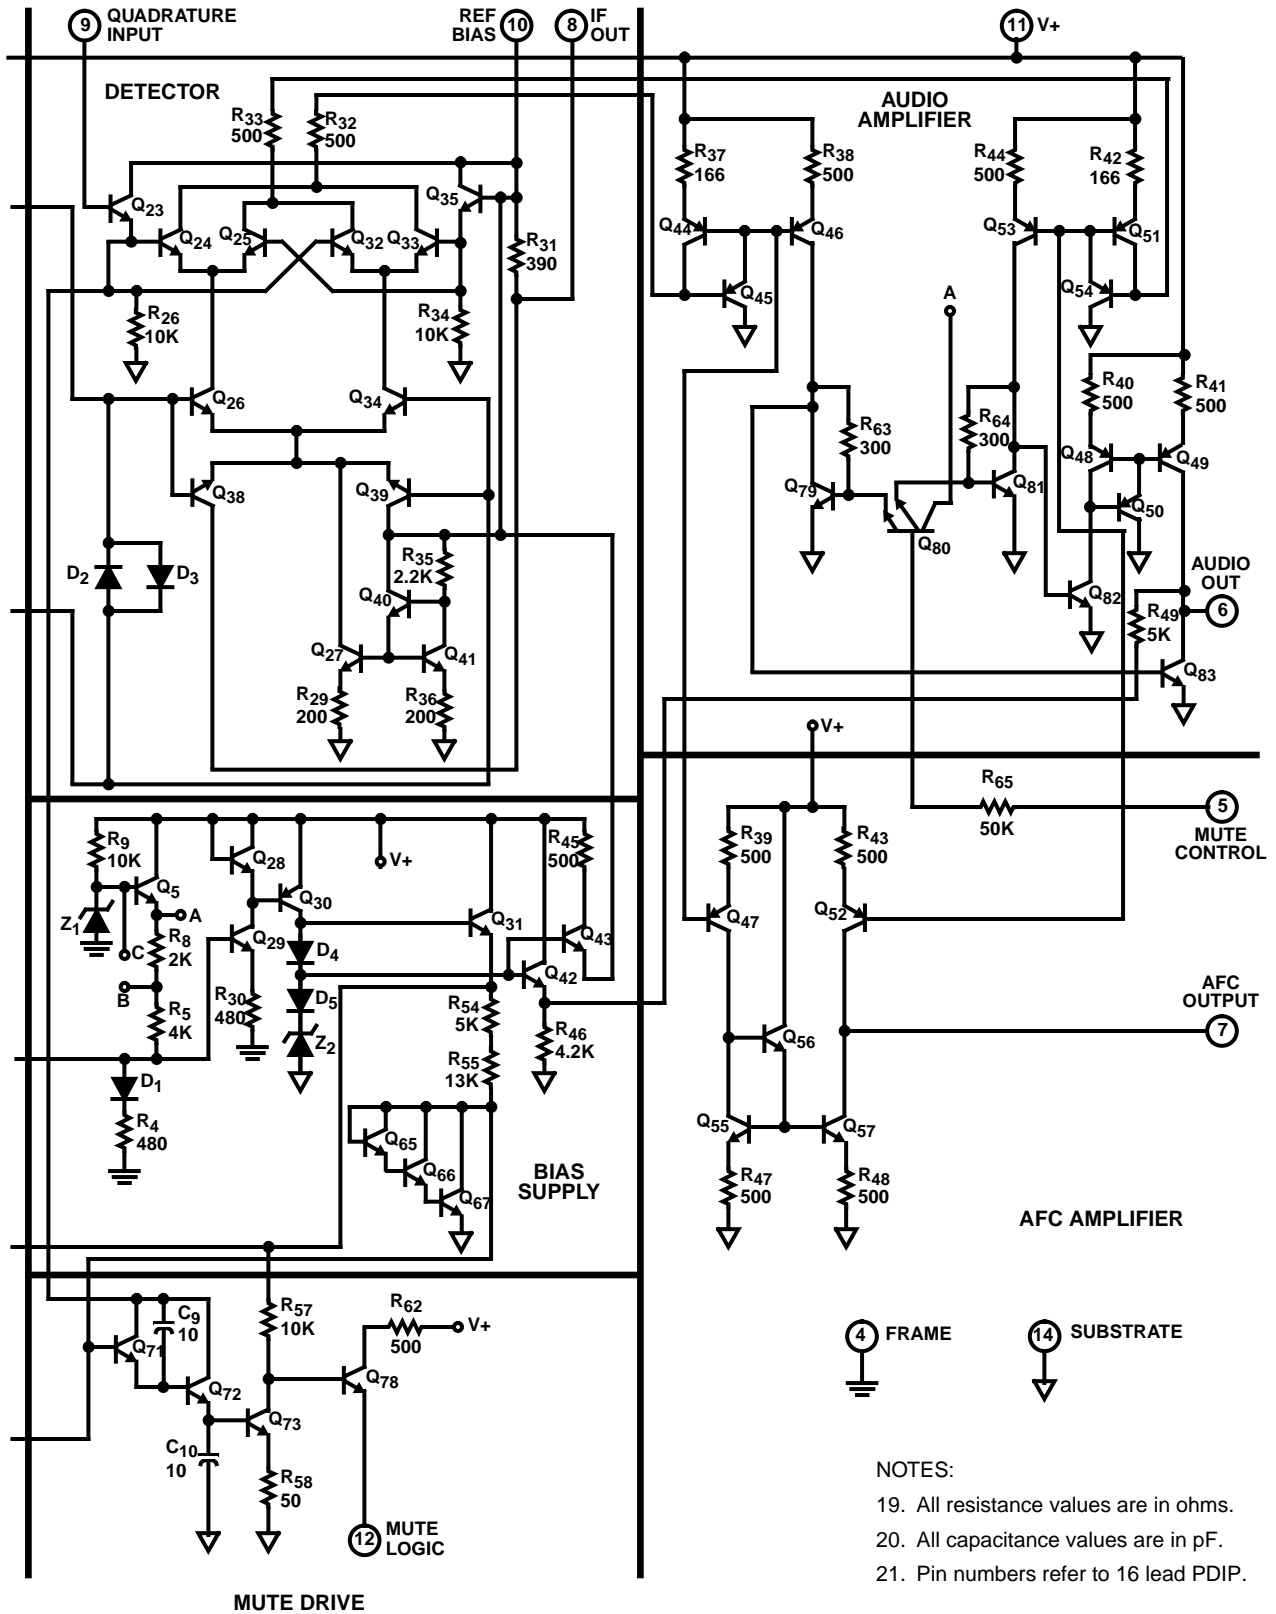 9 QUADRATURE INPUT
REF BIAS 10
8 IF OUT
11 V+
DETECTOR
AUDIO AMPLIFIER
R33 500
R32 500
R37 166
R38 500
R44 500
R42 166
Q23
Q24
Q25
Q32
Q33
Q35
R31 390
Q44
Q46
Q53
Q51
Q45
A
Q54
R26 10K
R34 10K
Q26
Q34
R63 300
R64 300
R40 500
R41 500
Q38
Q39
Q79
Q80
Q81
Q48
Q49
Q50
D2
D3
R35 2.2K
Q40
Q27
Q41
Q82
R49 5K
AUDIO OUT
6
R29 200
R36 200
Q83
V+
R9 10K
Q5
Z1
A
R8 2K
C
B
R5 4K
Q28
Q30
Q29
R30 480
D4
D5
Z2
V+
D1
R4 480
Q31
R45 500
Q43
Q42
R54 5K
R46 4.2K
R55 13K
Q65
Q66
Q67
BIAS SUPPLY
R65
50K
5
MUTE CONTROL
R39 500
R43 500
Q47
Q52
Q56
AFC OUTPUT
7
Q55
Q57
R47 500
R48 500
AFC AMPLIFIER
C9 10
Q71
Q72
R57 10K
R62
500
V+
Q78
Q73
C10 10
R58 50
12 MUTE LOGIC
MUTE DRIVE
4 FRAME
14 SUBSTRATE
NOTES:
19. All resistance values are in ohms.
20. All capacitance values are in pF.
21. Pin numbers refer to 16 lead PDIP.